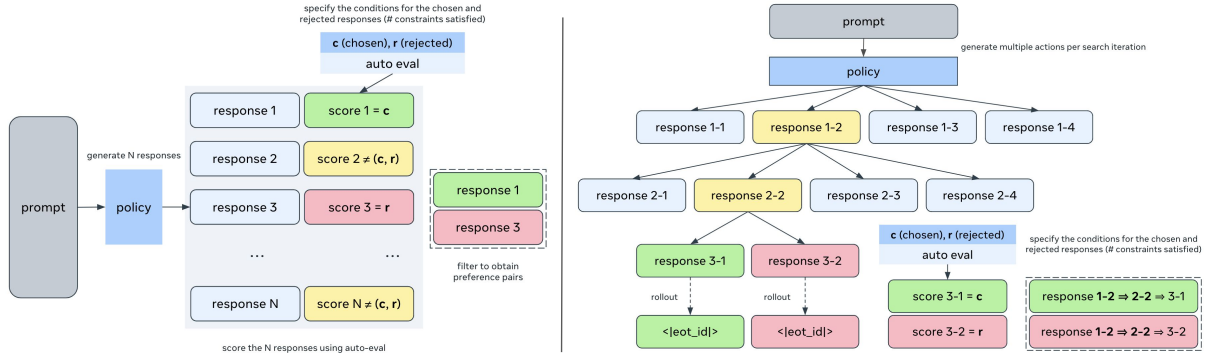 specify the conditions for the chosen and
rejected responses (# constraints satisfied)
c (chosen), r (rejected)
auto eval
response 1
score 1 = c
generate N responses
response 2
score 2 ≠ (c, r)
prompt
policy
response 3
score 3 = r
response 1
response 3
...
...
filter to obtain
preference pairs
response N
score N ≠ (c, r)
score the N responses using auto-eval
prompt
generate multiple actions per search iteration
policy
response 1-1
response 1-2
response 1-3
response 1-4
response 2-1
response 2-2
response 2-3
response 2-4
response 3-1
response 3-2
c (chosen), r (rejected)
auto eval
specify the conditions for the chosen and
rejected responses (# constraints satisfied)
rollout
rollout
score 3-1 = c
response 1-2 ⇒ 2-2 ⇒ 3-1
<|eot_id|>
<|eot_id|>
score 3-2 = r
response 1-2 ⇒ 2-2 ⇒ 3-2